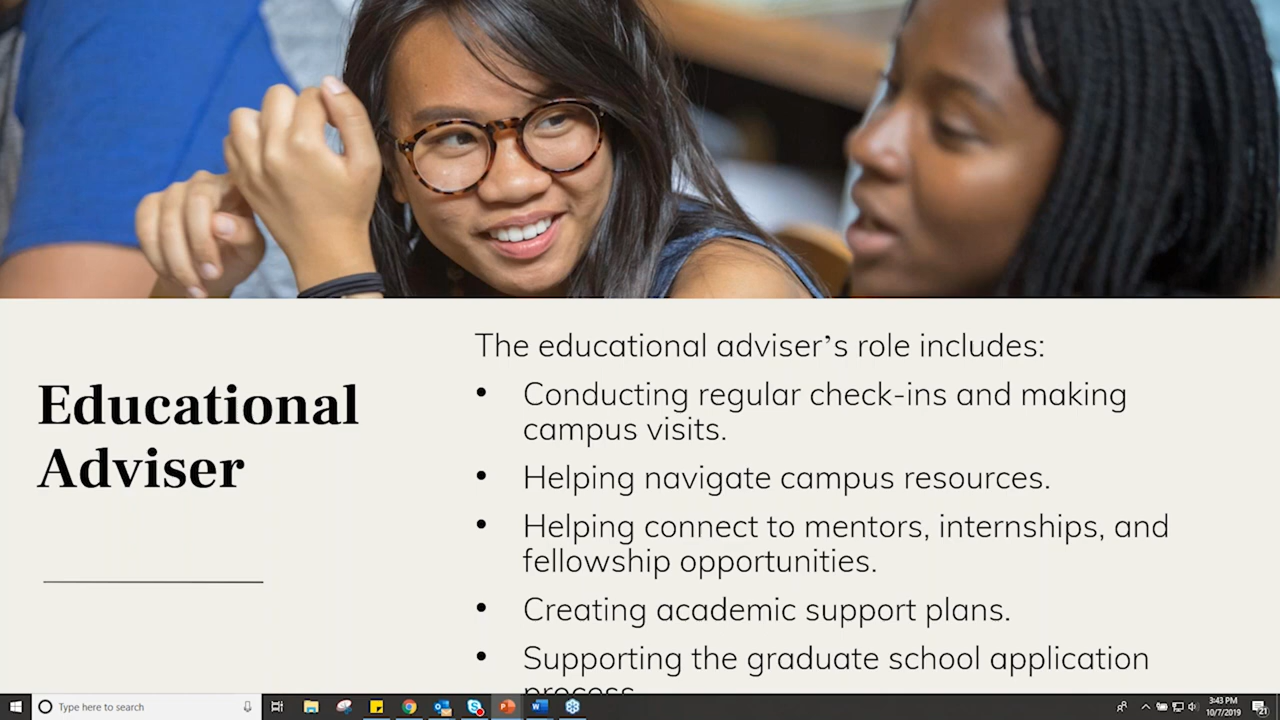 Educational
Adviser
The educational adviser’s role includes:
• Conducting regular check-ins and making
campus visits.
• Helping navigate campus resources.
• Helping connect to mentors, internships, and
fellowship opportunities.
• Creating academic support plans.
• Supporting the graduate school application
process.
Type here to search
3:43 PM
10/7/2019
21